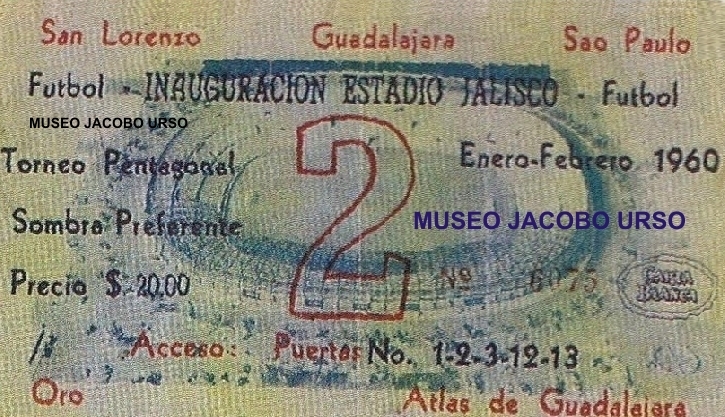 San Lorenzo Guadalajara Sao Paulo
Futbol - INAUGURACION ESTADIO JALISCO - Futbol
MUSEO JACOBO URSO
Torneo Pentagonal Enero-Febrero 1960
2
Sombra Preferente MUSEO JACOBO URSO
Precio $ 20.00 Nº 6075
Acceso: Puertas No. 1-2-3-12-13
Oro Atlas de Guadalajara